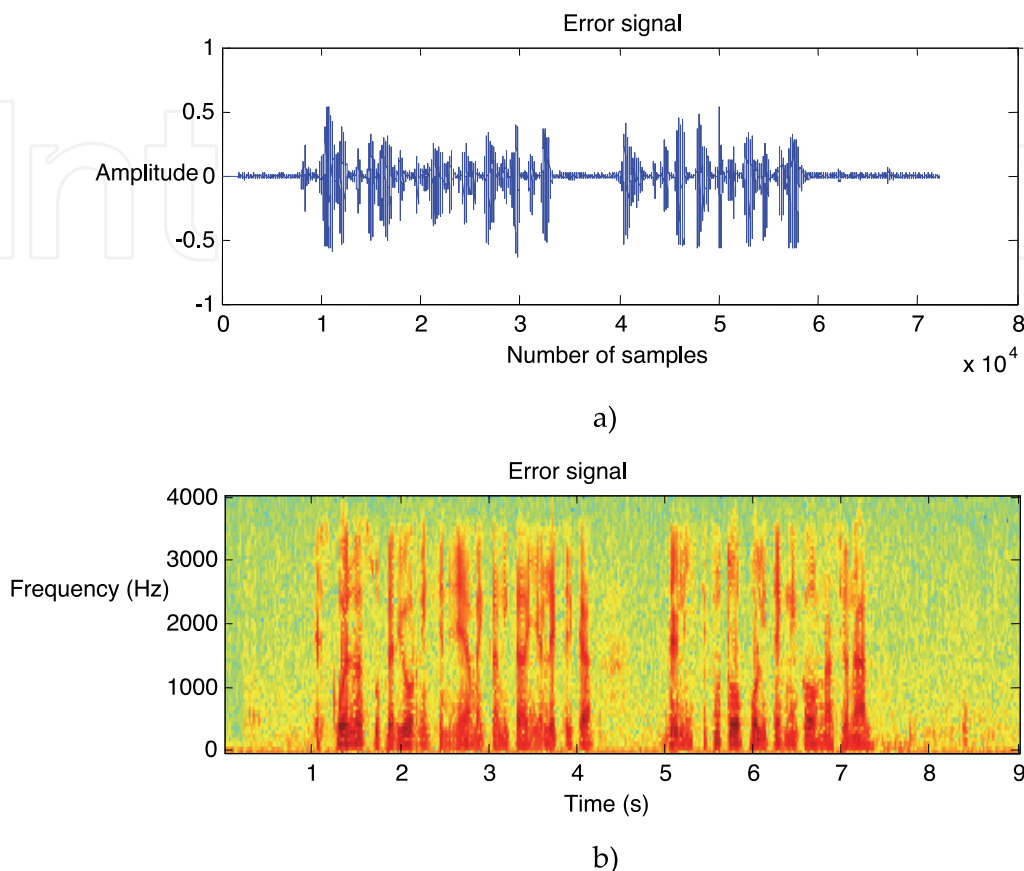 Error signal
1
0.5
Amplitude 0
-0.5
-1
0 1 2 3 4 5 6 7 8
Number of samples
x 10^4
a)
Error signal
4000
3000
Frequency (Hz)
2000
1000
0
1 2 3 4 5 6 7 8 9
Time (s)
b)